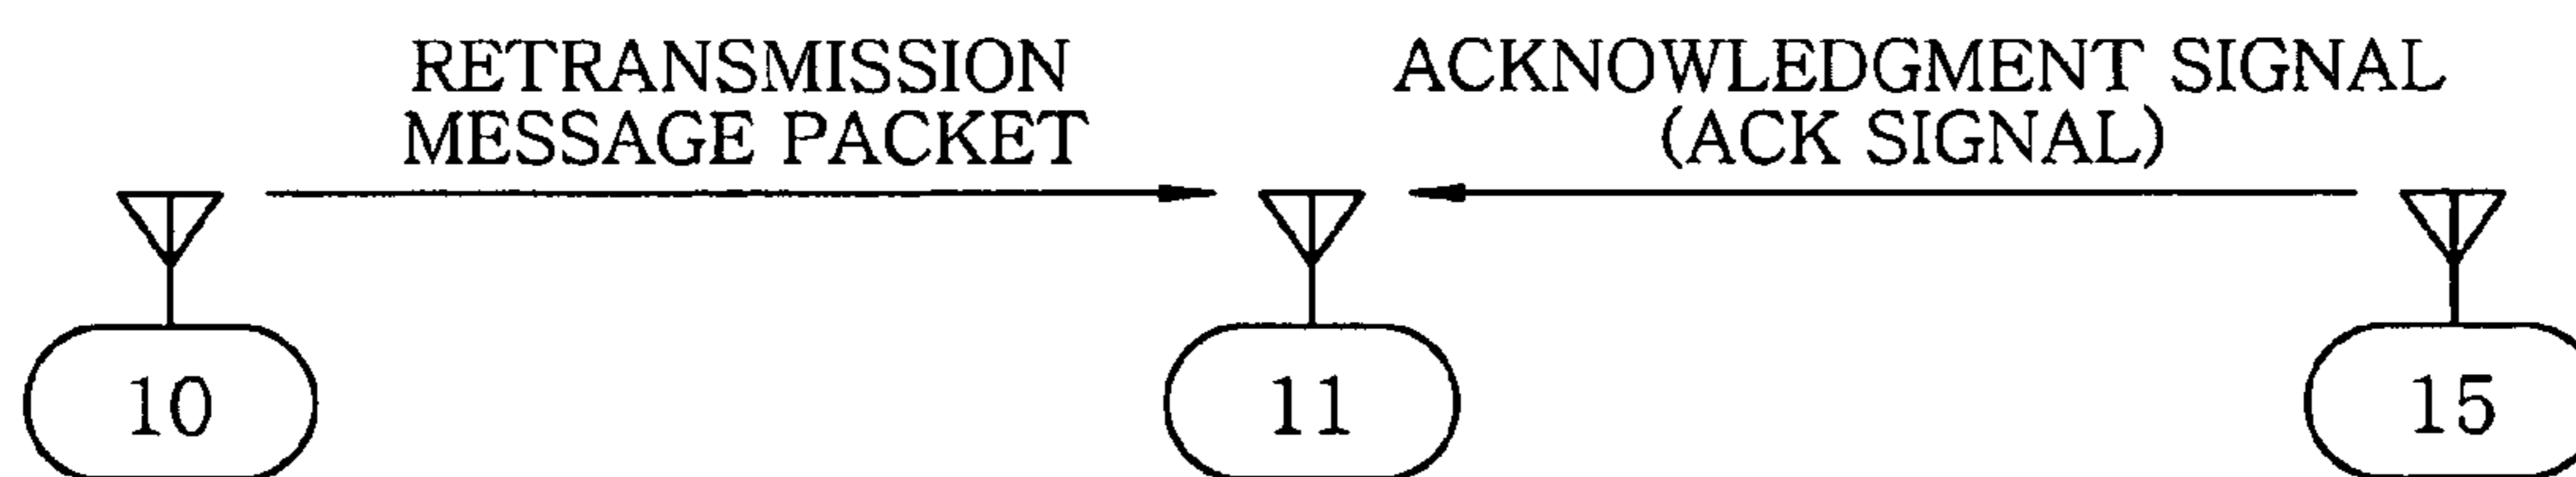 RETRANSMISSION
MESSAGE PACKET
ACKNOWLEDGMENT SIGNAL
(ACK SIGNAL)
10
11
15